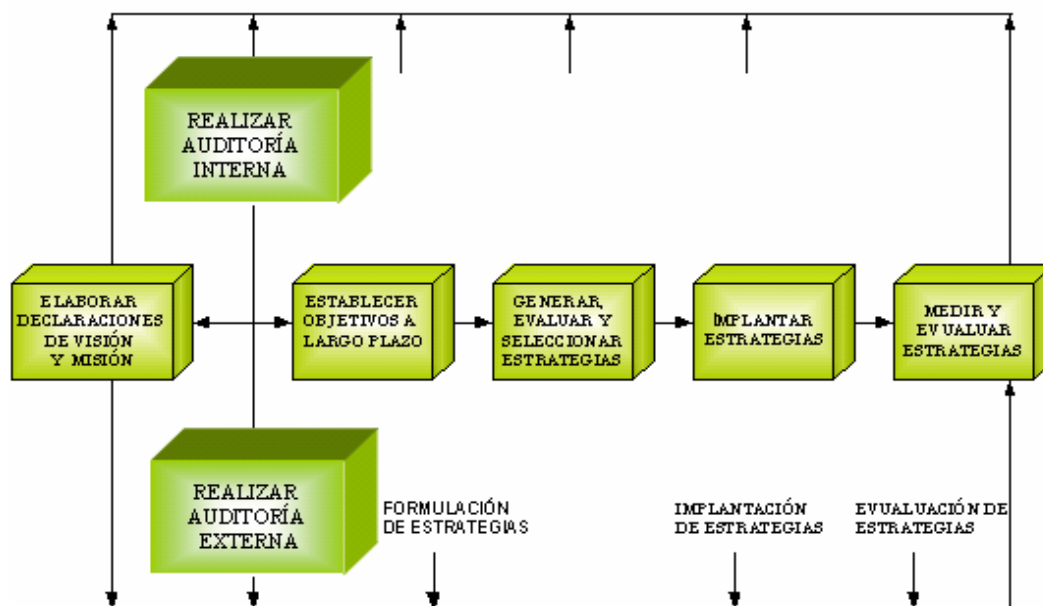 REALIZAR
AUDITORÍA
INTERNA
ELABORAR
DECLARACIONES
DE VISIÓN
Y MISIÓN
ESTABLECER
OBJETIVOS A
LARGO PLAZO
GENERAR,
EVALUAR Y
SELECCIONAR
ESTRATEGIAS
IMPLANTAR
ESTRATEGIAS
MEDIR Y
EVUALUAR
ESTRATEGIAS
REALIZAR
AUDITORÍA
EXTERNA
FORMULACIÓN
DE ESTRATEGIAS
IMPLANTACIÓN
DE ESTRATEGIAS
EVUALUACIÓN DE
ESTRATEGIAS